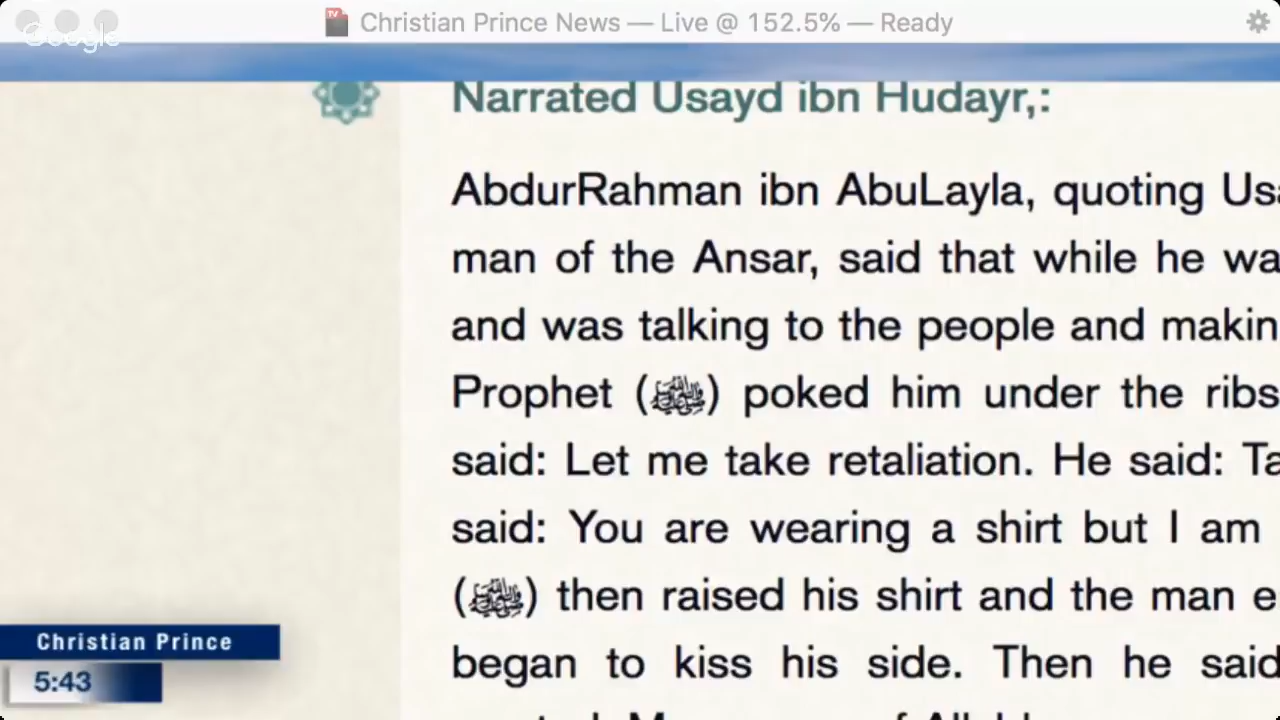 Christian Prince News — Live @ 152.5% — Ready
Google
Narrated Usayd ibn Hudayr,:
AbdurRahman ibn AbuLayla, quoting
man of the Ansar, said that while he
and was talking to the people and
Prophet (ﷺ) poked him under the ribs
said: Let me take retaliation. He said:
said: You are wearing a shirt but I am
(ﷺ) then raised his shirt and the man
began to kiss his side. Then he said
Christian Prince
5:43